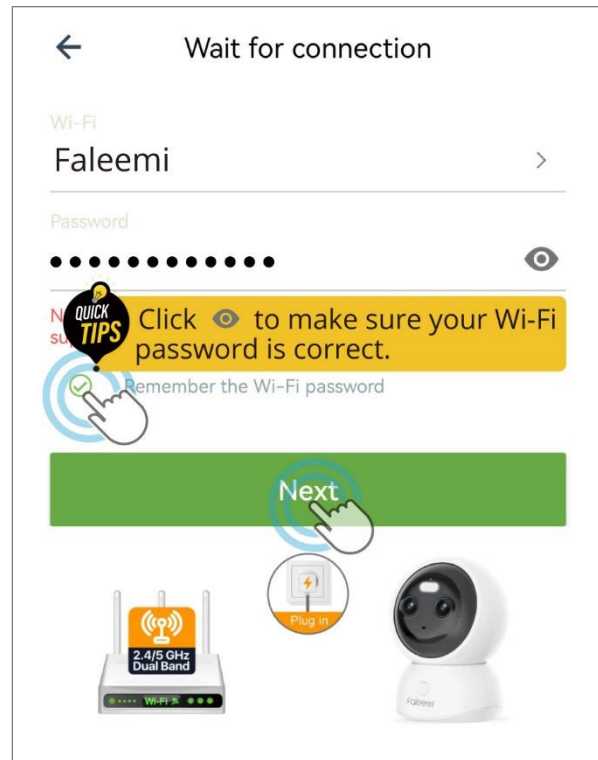 Wait for connection
Wi-Fi
Faleemi
Password
N
su
QUICK
TIPS
Click to make sure your Wi-Fi
password is correct.
Remember the Wi-Fi password
Next
Plug in
2.4/5 GHz
Dual Band
Wi-Fi
Faleemi